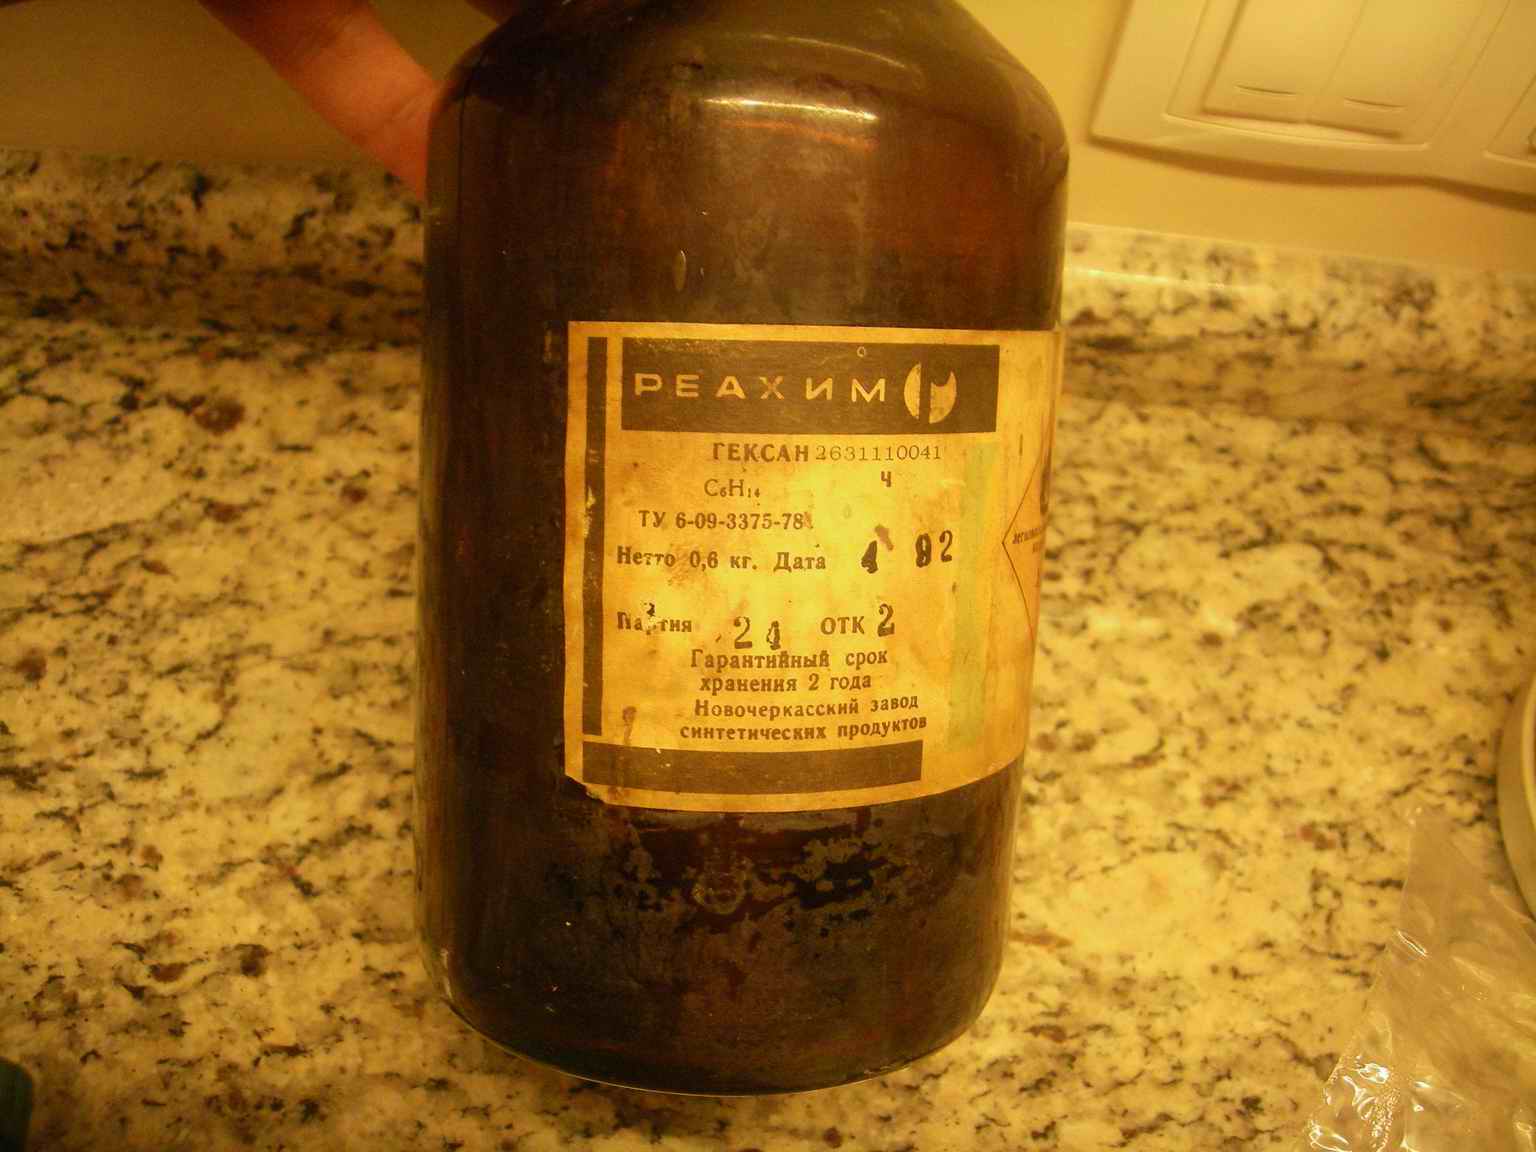 РЕАХИМ
ГЕКСАН 2631110041
C₆H₁₄ ч
ТУ 6-09-3375-78
Нетто 0,6 кг. Дата 4 92
Партия 24 ОТК 2
Гарантийный срок
хранения 2 года
Новочеркасский завод
синтетических продуктов